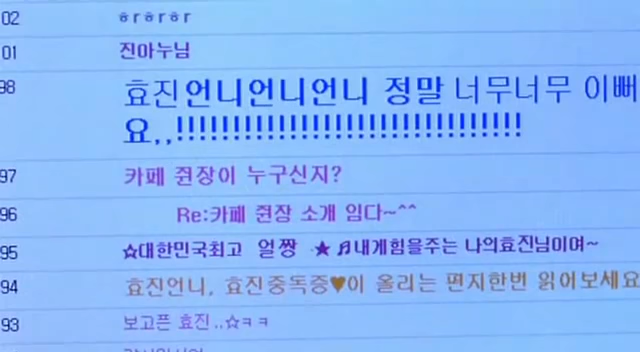 02 ㅎrㅎrㅎr
01 진아누님
98 효진언니언니언니 정말 너무너무 이뻐
요,,!!!!!!!!!!!!!!!!!!!!!!!!!!!!!!!!
97 카페 줜장이 누구신지?
96 Re:카페 줜장 소개 임다~^^
95 ☆대한민국최고 얼짱 ·★ ♬내게힘을주는 나의효진님이여~
94 효진언니, 효진중독증♥이 올리는 편지한번 읽어보세요
93 보고픈 효진..☆ㅋㅋ